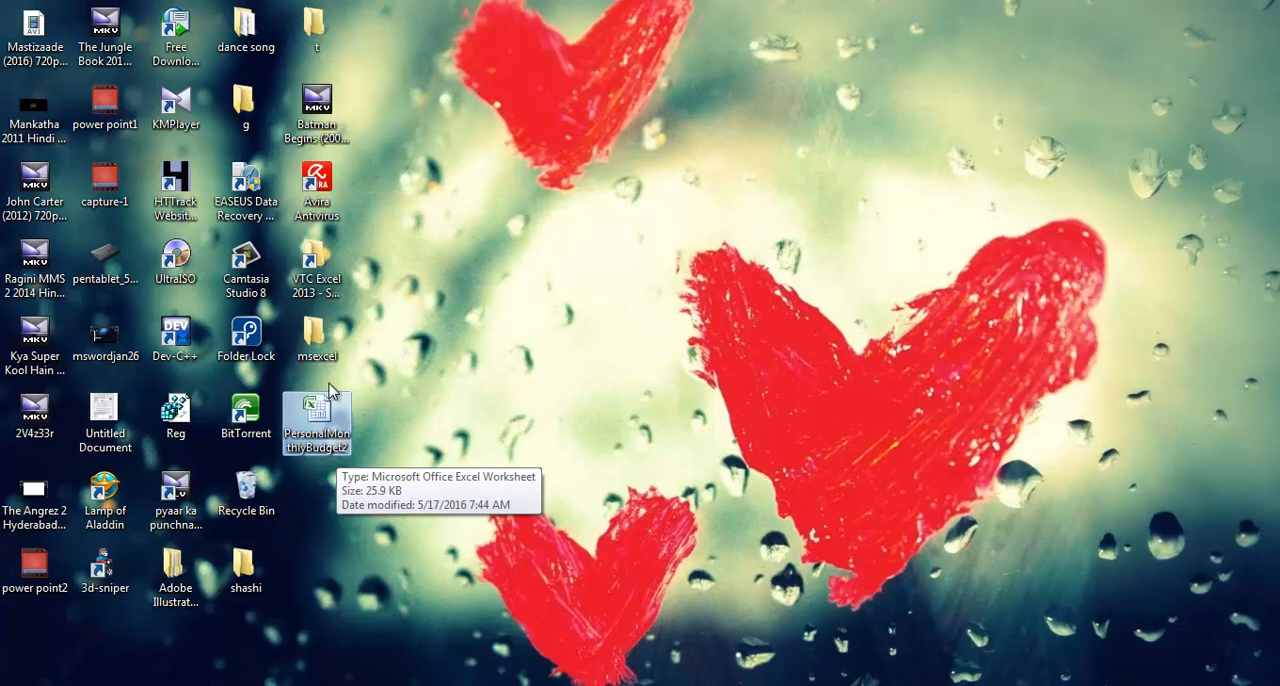 Mastizaade
(2016) 720p...
The Jungle
Book 201...
Free
Downlo...
dance song
t
Mankatha
2011 Hindi ...
power point1
KMPlayer
g
Batman
Begins (200...
John Carter
(2012) 720p...
capture-1
HTTrack
Websit...
EASEUS Data
Recovery ...
Avira
Antivirus
Ragini MMS
2 2014 Hin...
pentablet_5...
UltraISO
Camtasia
Studio 8
VTC Excel
2013 - S...
Kya Super
Kool Hain ...
mswordjan26
DEV
Dev-C++
Folder Lock
msexcel
2V4z33r
Untitled
Document
Reg
BitTorrent
PersonalMon
thlyBudget2
Type: Microsoft Office Excel Worksheet
Size: 25.9 KB
Date modified: 5/17/2016 7:44 AM
The Angrez 2
Hyderabad...
Lamp of
Aladdin
pyaar ka
punchna...
Recycle Bin
power point2
3d-sniper
Adobe
Illustrat...
shashi